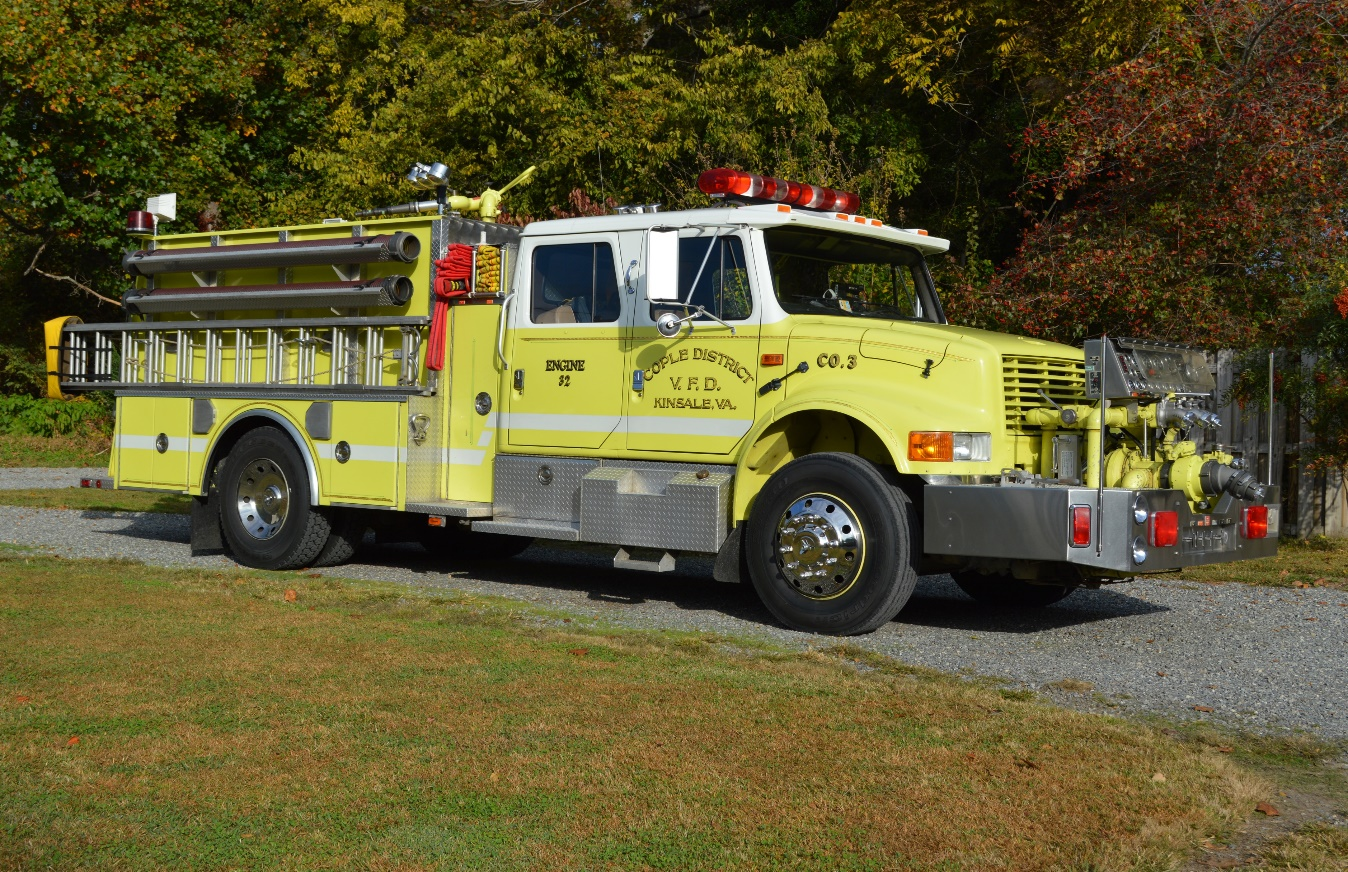 ENGINE
32
COPLE DISTRICT
V. F. D.
KINSALE, VA.
CO. 3